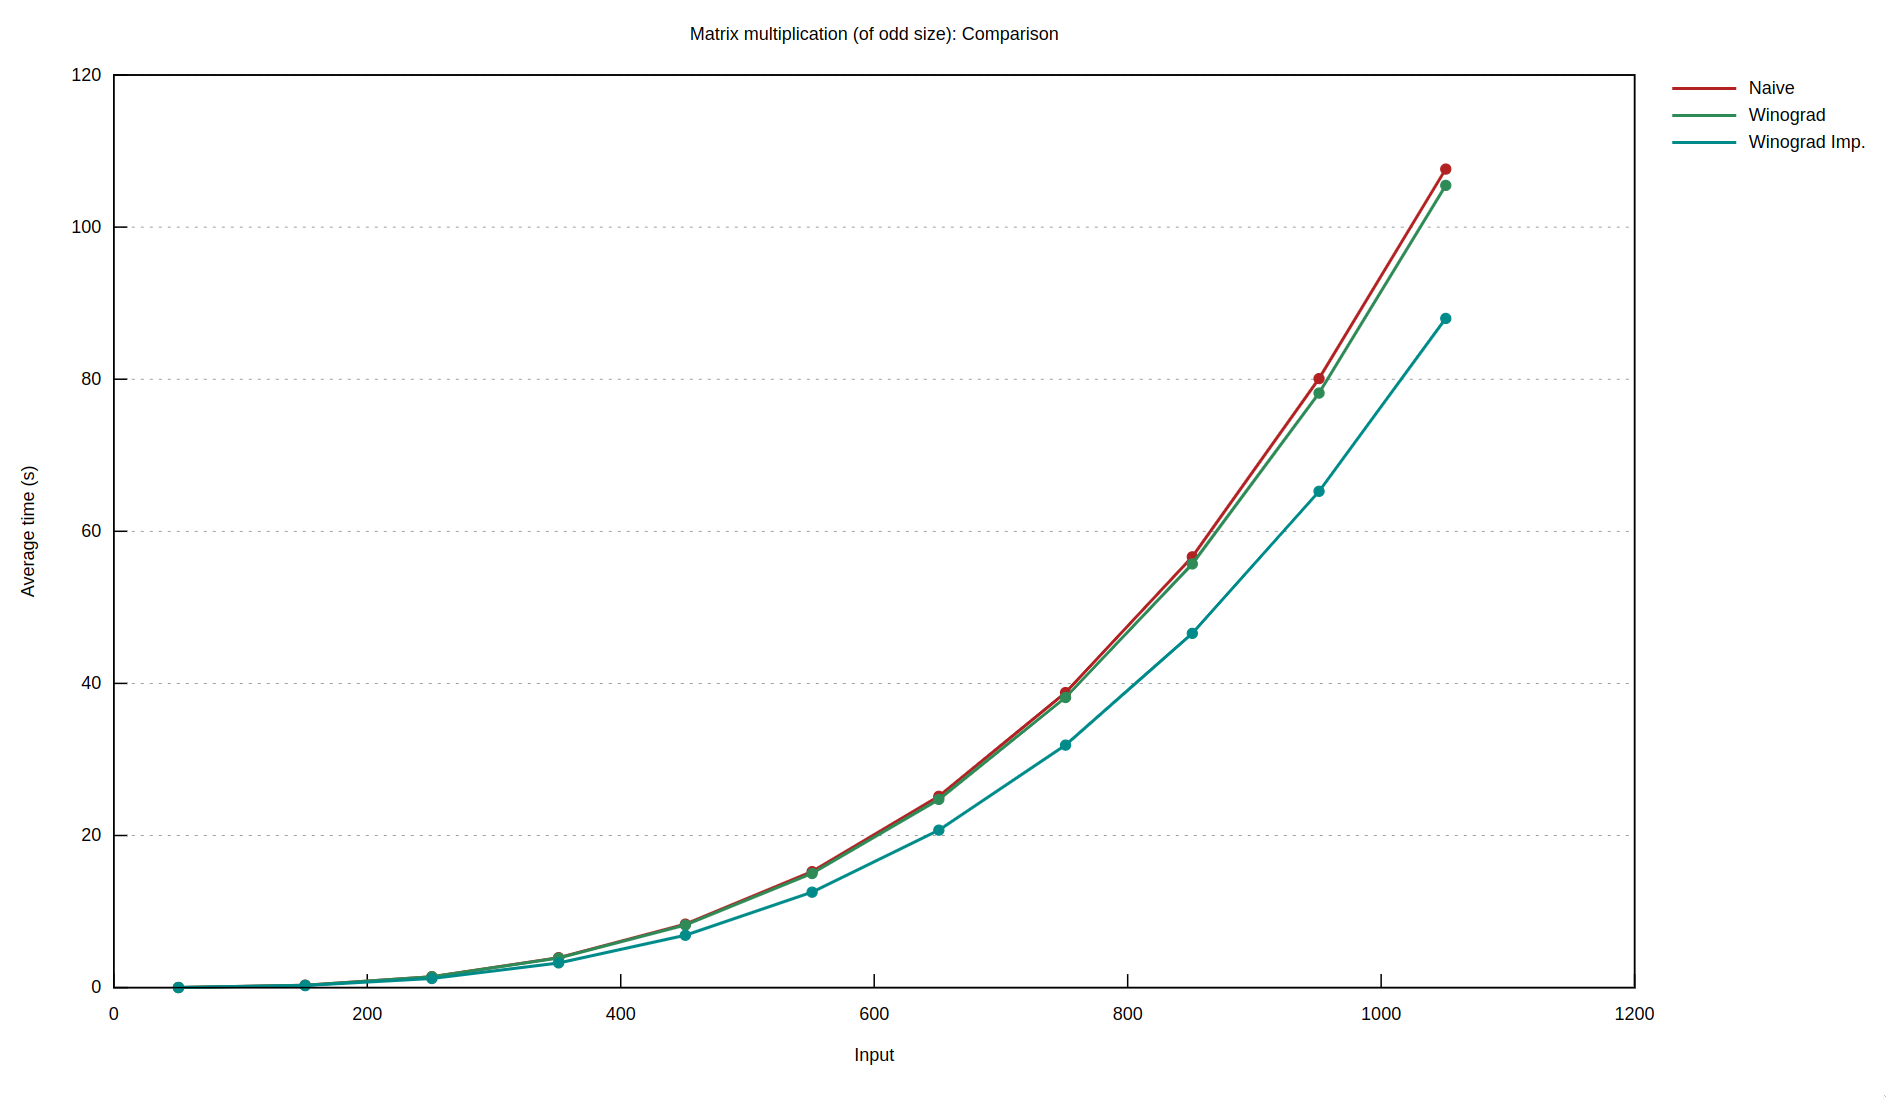 Matrix multiplication (of odd size): Comparison
120
100
80
60
40
20
0
0 200 400 600 800 1000 1200
Average time (s)
Input
Naive
Winograd
Winograd Imp.